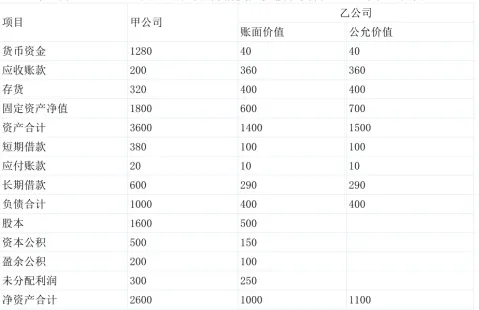 项目 甲公司 乙公司
账面价值 公允价值
货币资金 1280 40 40
应收账款 200 360 360
存货 320 400 400
固定资产净值 1800 600 700
资产合计 3600 1400 1500
短期借款 380 100 100
应付账款 20 10 10
长期借款 600 290 290
负债合计 1000 400 400
股本 1600 500
资本公积 500 150
盈余公积 200 100
未分配利润 300 250
净资产合计 2600 1000 1100